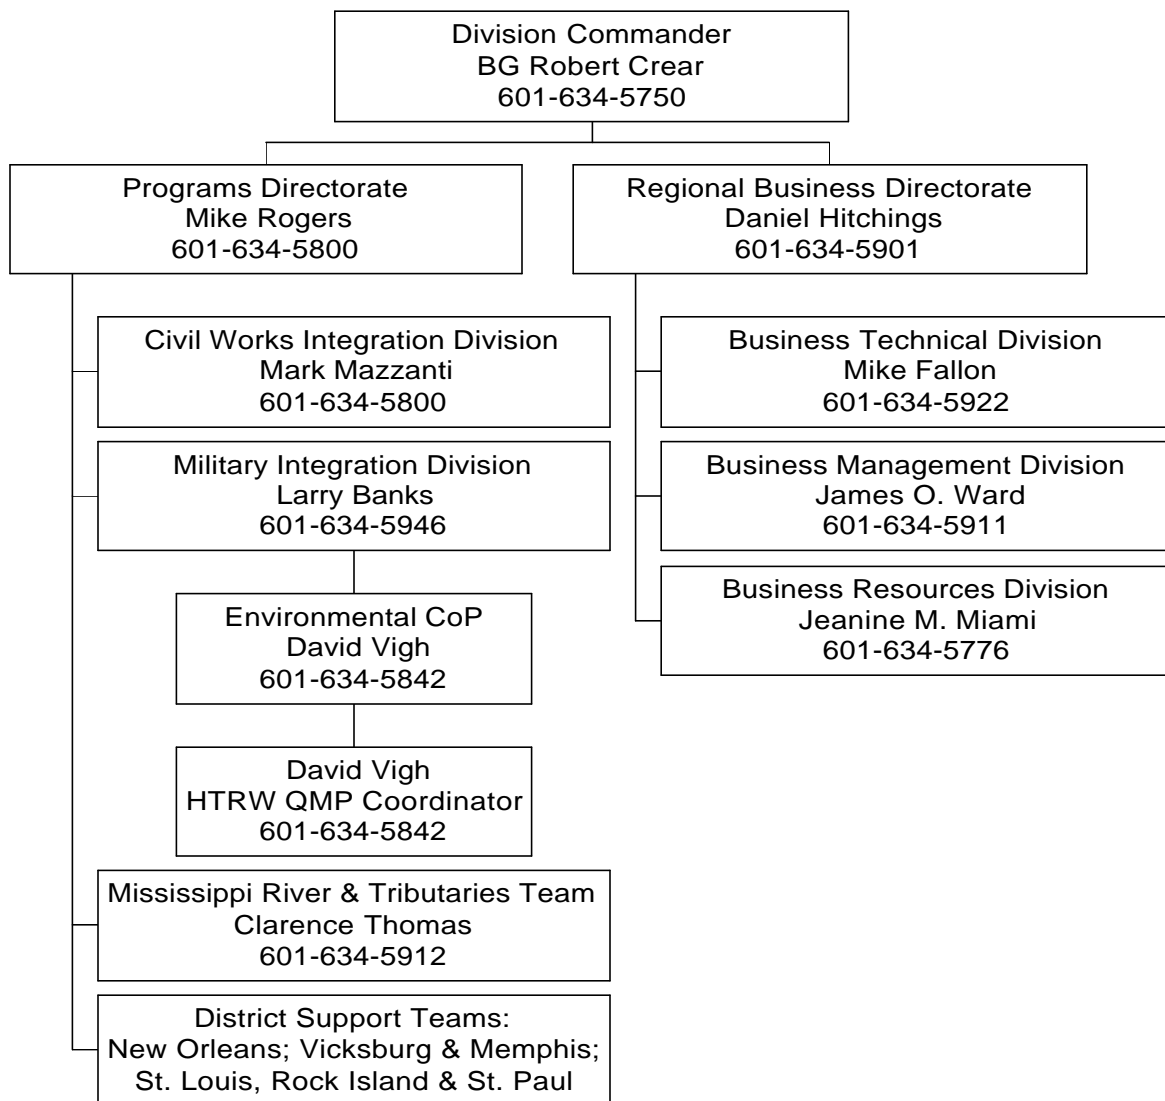 Division Commander
BG Robert Crear
601-634-5750
Programs Directorate
Mike Rogers
601-634-5800
Regional Business Directorate
Daniel Hitchings
601-634-5901
Civil Works Integration Division
Mark Mazzanti
601-634-5800
Business Technical Division
Mike Fallon
601-634-5922
Military Integration Division
Larry Banks
601-634-5946
Business Management Division
James O. Ward
601-634-5911
Environmental CoP
David Vigh
601-634-5842
Business Resources Division
Jeanine M. Miami
601-634-5776
David Vigh
HTRW QMP Coordinator
601-634-5842
Mississippi River & Tributaries Team
Clarence Thomas
601-634-5912
District Support Teams:
New Orleans; Vicksburg & Memphis;
St. Louis, Rock Island & St. Paul